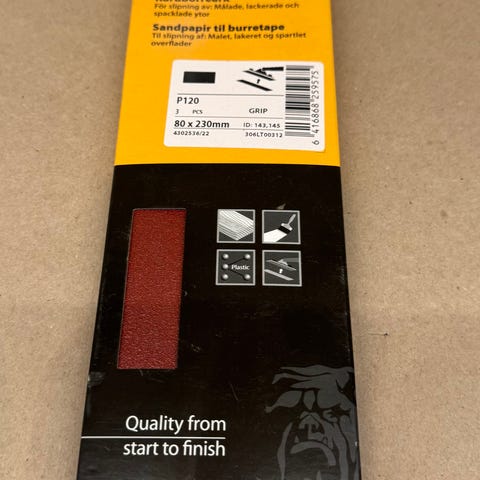 För slipning av: Målade, lackerade och
spacklade ytor
Sandpapir til burretape
Til slipning af: Malet, lakeret og spartlet
overflader
P120
3 PCS GRIP
80 x 230mm ID: 143,145
4302536/22 306LT00312
6 416868 259575
Plastic
Quality from
start to finish